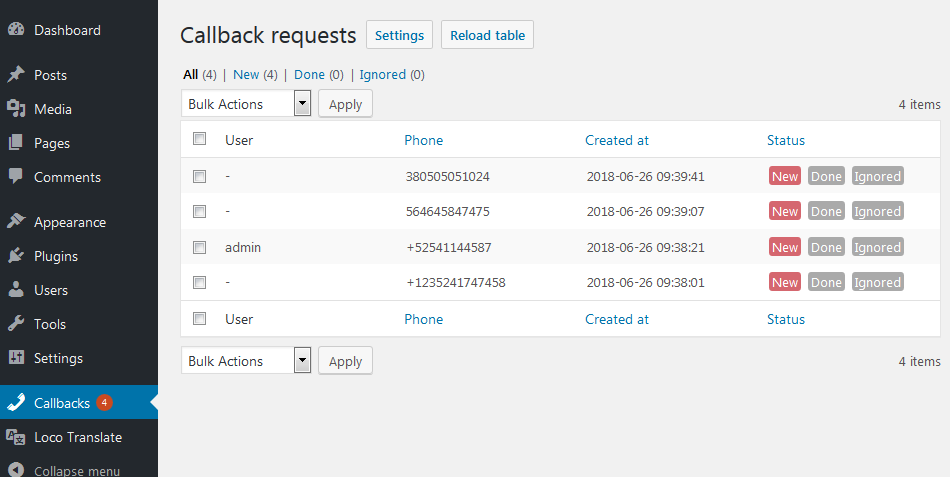 Dashboard
Posts
Media
Pages
Comments
Appearance
Plugins
Users
Tools
Settings
Callbacks 4
Loco Translate
Collapse menu
Callback requests Settings Reload table
All (4) | New (4) | Done (0) | Ignored (0)
Bulk Actions Apply 4 items
User Phone Created at Status
- 380505051024 2018-06-26 09:39:41 New Done Ignored
- 564645847475 2018-06-26 09:39:07 New Done Ignored
admin +52541144587 2018-06-26 09:38:21 New Done Ignored
- +1235241747458 2018-06-26 09:38:01 New Done Ignored
User Phone Created at Status
Bulk Actions Apply 4 items